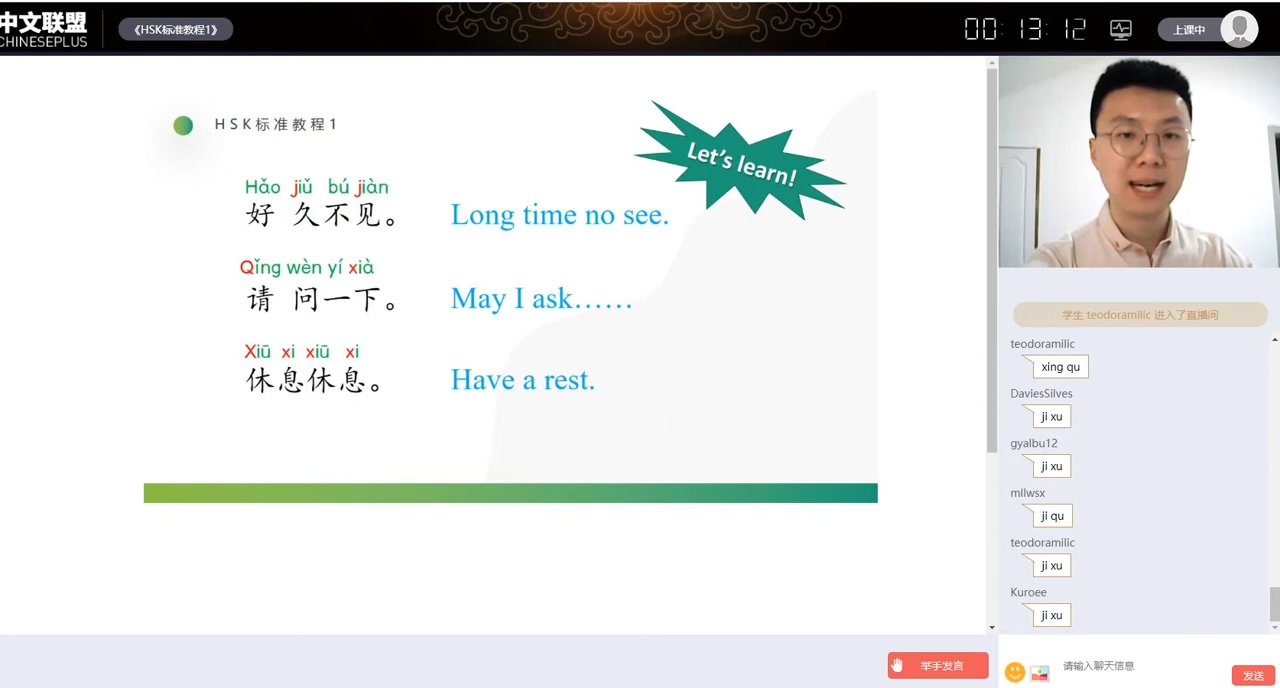 中文联盟
CHINESEPLUS
《HSK标准教程1》
00:13:12
上课中
HSK标准教程1
Let's learn!
Hǎo jiǔ bú jiàn
好 久不见。 Long time no see.
Qǐng wèn yí xià
请 问一下。 May I ask……
Xiū xi xiū xi
休息休息。 Have a rest.
举手发言
学生 teodoramilic 进入了直播间
teodoramilic
xing qu
DaviesSilves
ji xu
gyalbu12
ji xu
mllwsx
ji qu
teodoramilic
ji xu
Kuroee
ji xu
请输入聊天信息
发送